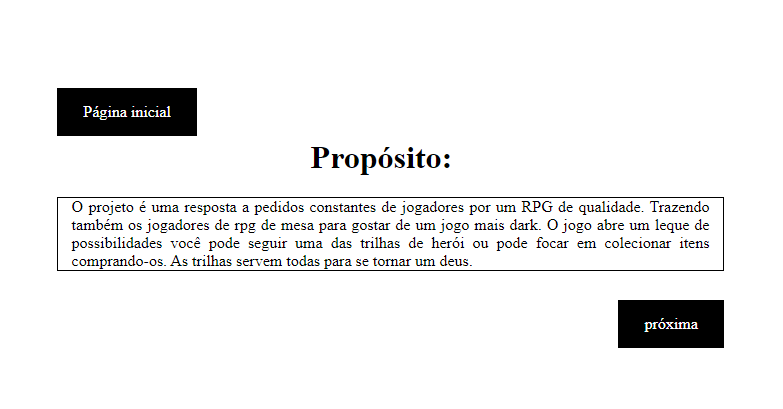 Página inicial
Propósito:
O projeto é uma resposta a pedidos constantes de jogadores por um RPG de qualidade. Trazendo
também os jogadores de rpg de mesa para gostar de um jogo mais dark. O jogo abre um leque de
possibilidades você pode seguir uma das trilhas de herói ou pode focar em colecionar itens
comprando-os. As trilhas servem todas para se tornar um deus.
próxima